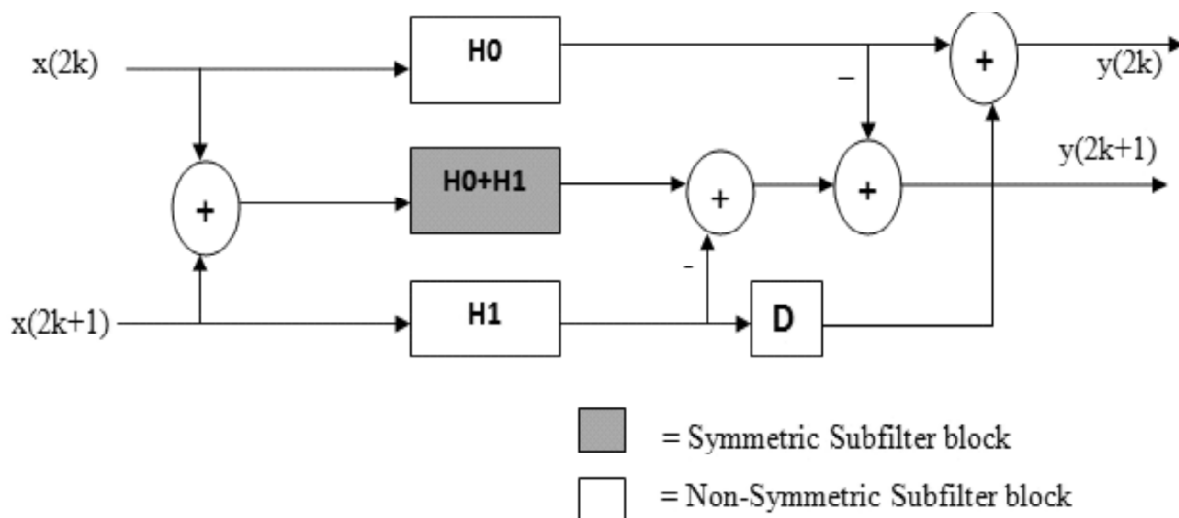 x(2k)
H0
+
y(2k)
–
H0+H1
+
+
+
y(2k+1)
-
x(2k+1)
H1
D
= Symmetric Subfilter block
= Non-Symmetric Subfilter block